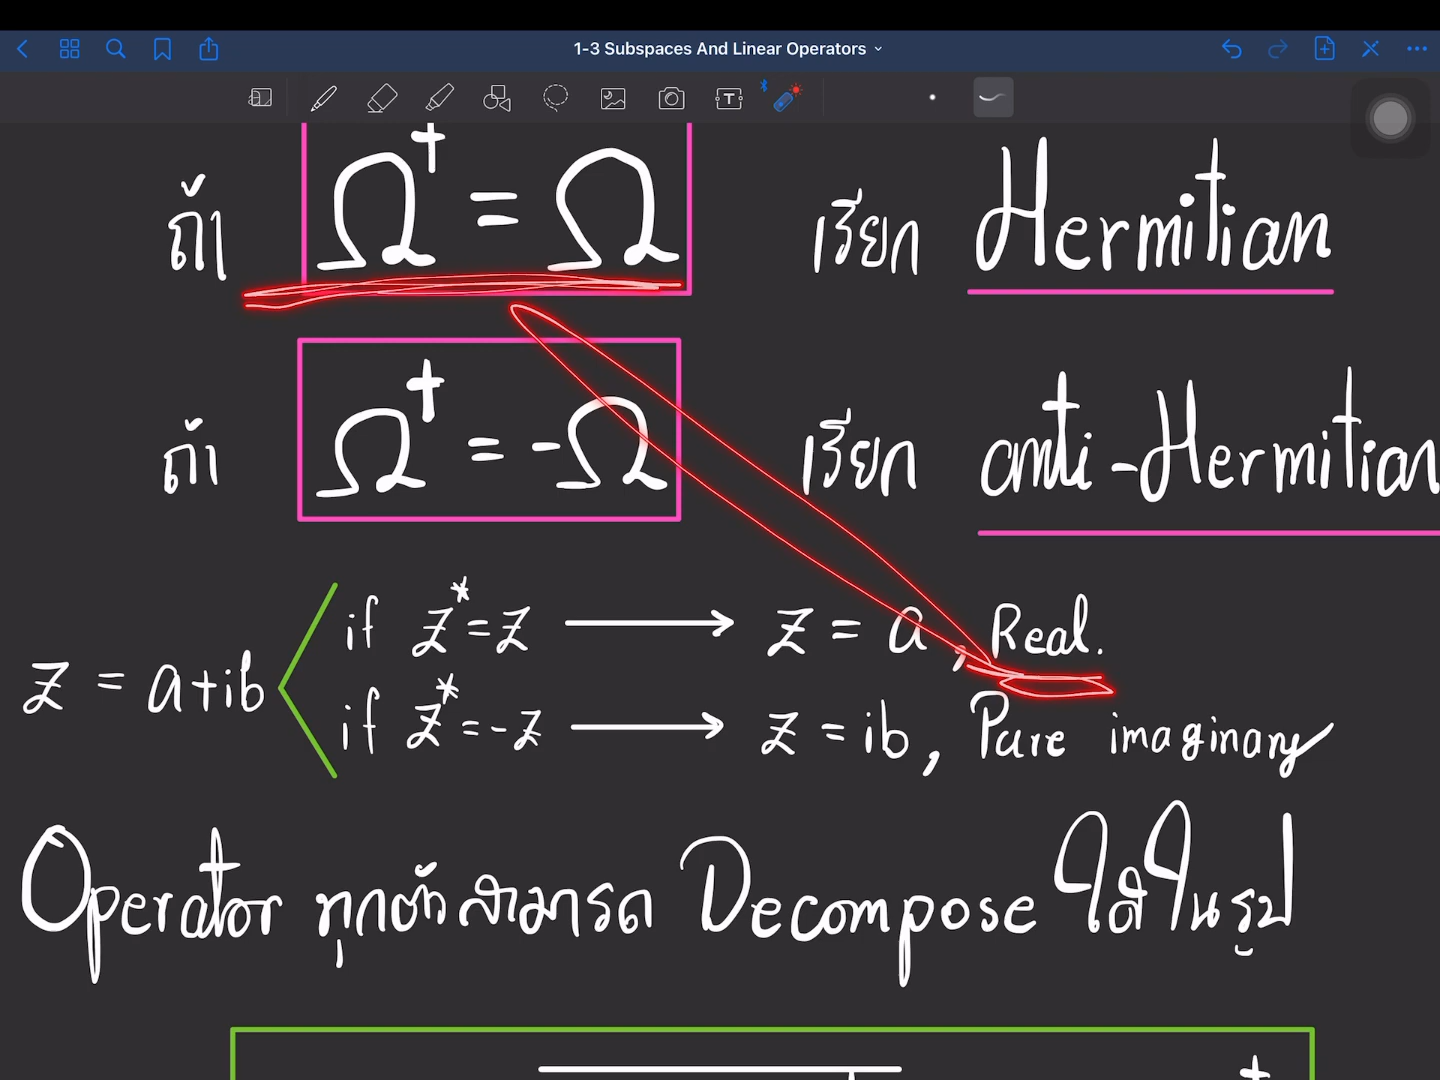 1-3 Subspaces And Linear Operators
ถ้า Ω† = Ω เรียก Hermitian
ถ้า Ω† = -Ω เรียก anti-Hermitian
if z* = z ⟶ z = a, Real.
z = a+ib
if z* = -z ⟶ z = ib, Pure imaginary
Operator ทุกตัวสามารถ Decompose ได้ในรูป